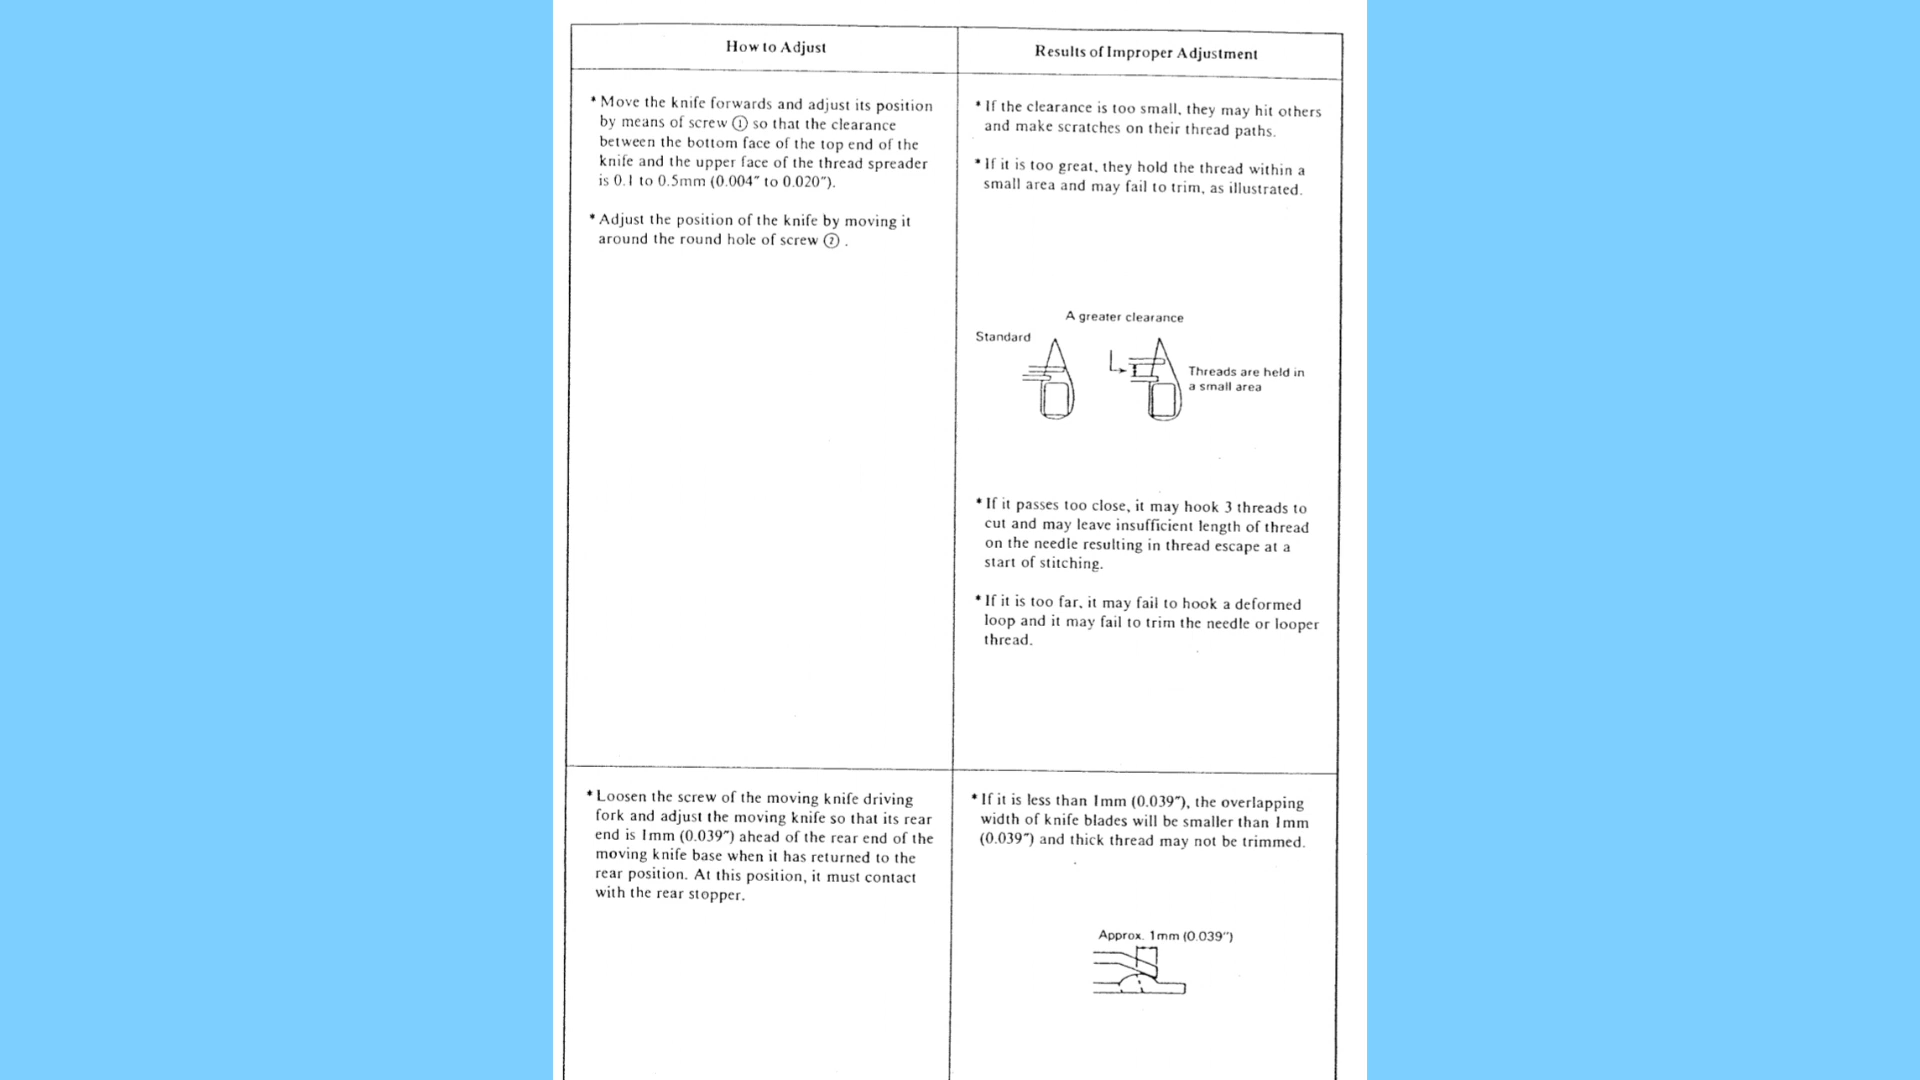 How to Adjust
Results of Improper Adjustment
* Move the knife forwards and adjust its position
by means of screw ① so that the clearance
between the bottom face of the top end of the
knife and the upper face of the thread spreader
is 0.1 to 0.5mm (0.004″ to 0.020″).
* Adjust the position of the knife by moving it
around the round hole of screw ② .
* If the clearance is too small, they may hit others
and make scratches on their thread paths.
* If it is too great, they hold the thread within a
small area and may fail to trim, as illustrated.
A greater clearance
Standard
Threads are held in
a small area
* If it passes too close, it may hook 3 threads to
cut and may leave insufficient length of thread
on the needle resulting in thread escape at a
start of stitching.
* If it is too far, it may fail to hook a deformed
loop and it may fail to trim the needle or looper
thread.
* Loosen the screw of the moving knife driving
fork and adjust the moving knife so that its rear
end is 1mm (0.039″) ahead of the rear end of the
moving knife base when it has returned to the
rear position. At this position, it must contact
with the rear stopper.
* If it is less than 1mm (0.039″), the overlapping
width of knife blades will be smaller than 1mm
(0.039″) and thick thread may not be trimmed.
Approx. 1mm (0.039″)